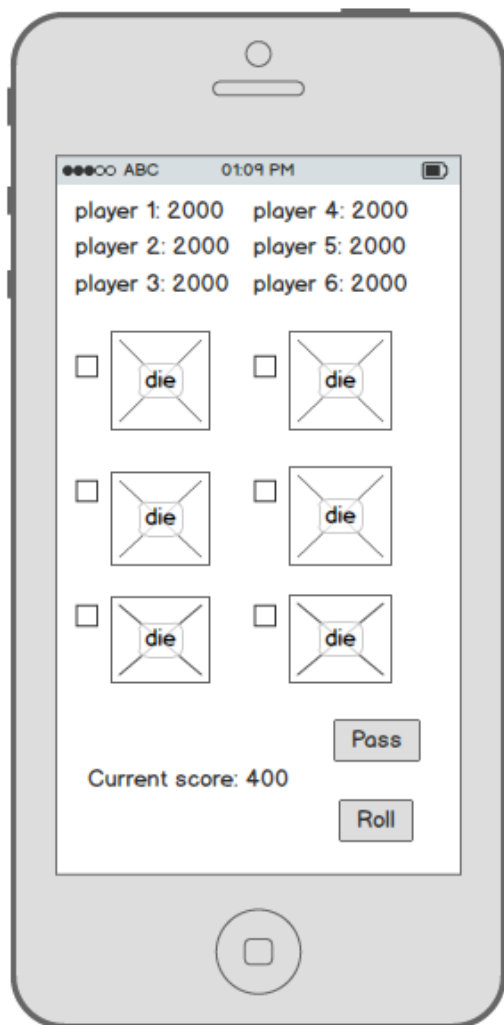 ABC 01:09 PM
player 1: 2000 player 4: 2000
player 2: 2000 player 5: 2000
player 3: 2000 player 6: 2000
die die
die die
die die
Pass
Current score: 400
Roll